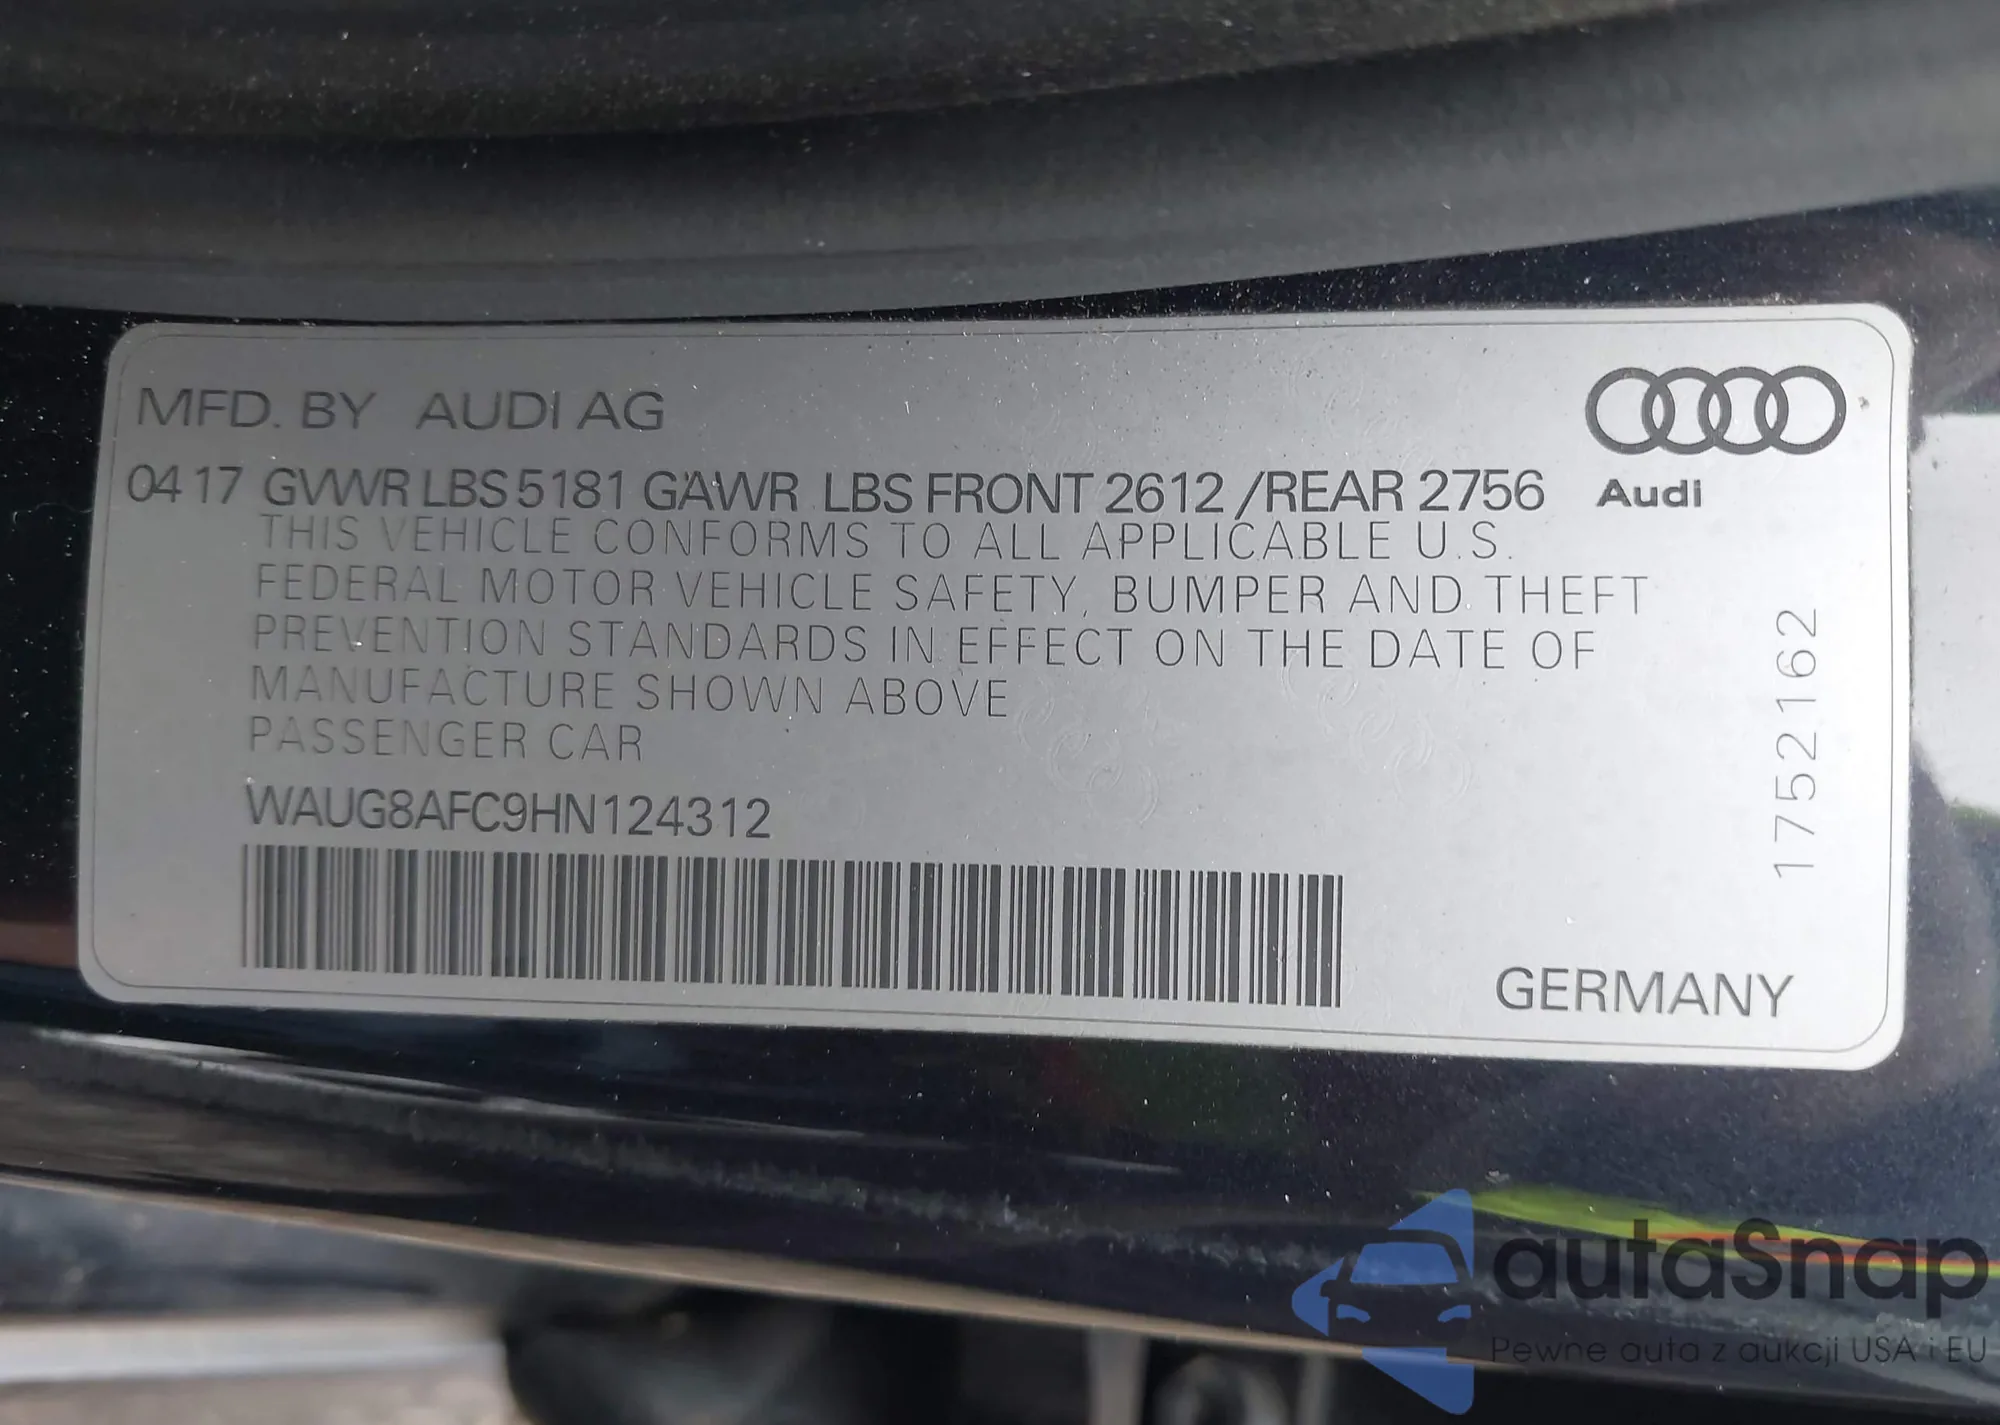 MFD. BY AUDI AG
04 17 GVWR LBS 5181 GAWR LBS FRONT 2612 /REAR 2756
Audi
THIS VEHICLE CONFORMS TO ALL APPLICABLE U.S.
FEDERAL MOTOR VEHICLE SAFETY, BUMPER AND THEFT
PREVENTION STANDARDS IN EFFECT ON THE DATE OF
MANUFACTURE SHOWN ABOVE
PASSENGER CAR
WAUG8AFC9HN124312
1752162
GERMANY
autaSnap
Pewne auta z aukcji USA i EU